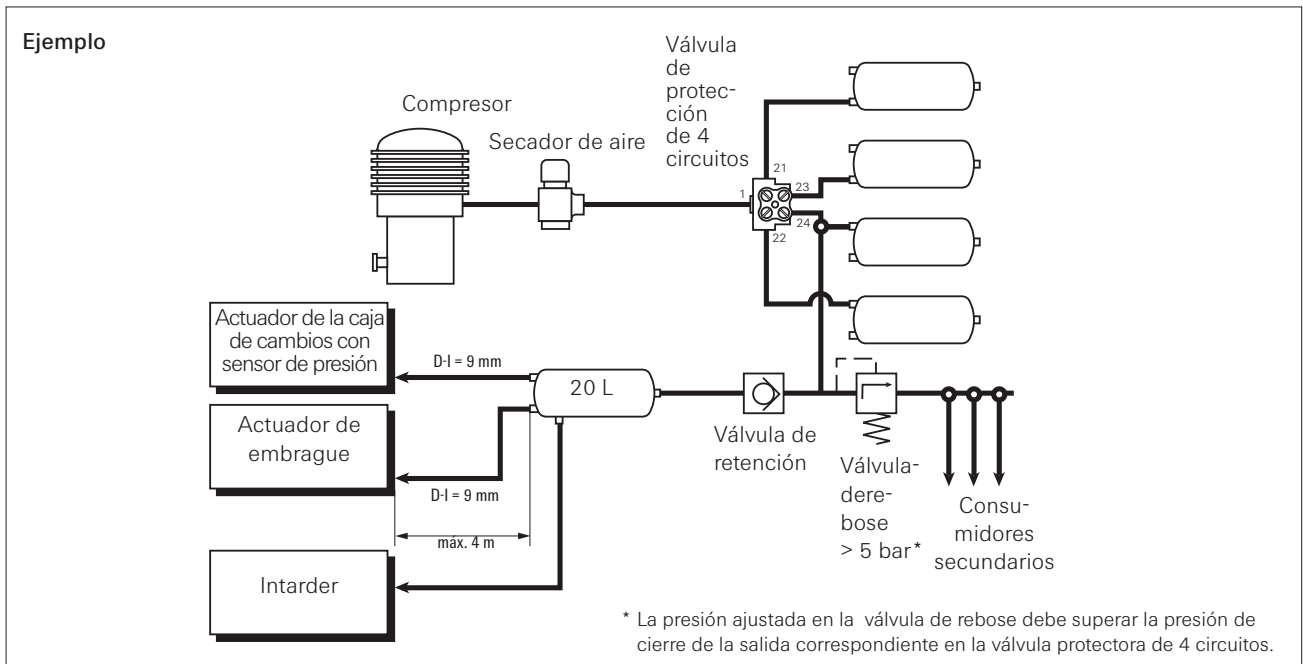 Ejemplo
Válvula
de
protec-
ción
de 4
circuitos
Compresor
Secador de aire
21
1
23
24
22
Actuador de la caja
de cambios con
sensor de presión
D-I = 9 mm
20 L
Actuador de
embrague
D-I = 9 mm
máx. 4 m
Intarder
Válvula de
retención
Válvula-
dere-
bose
> 5 bar*
Consu-
midores
secundarios
* La presión ajustada en la válvula de rebose debe superar la presión de
cierre de la salida correspondiente en la válvula protectora de 4 circuitos.